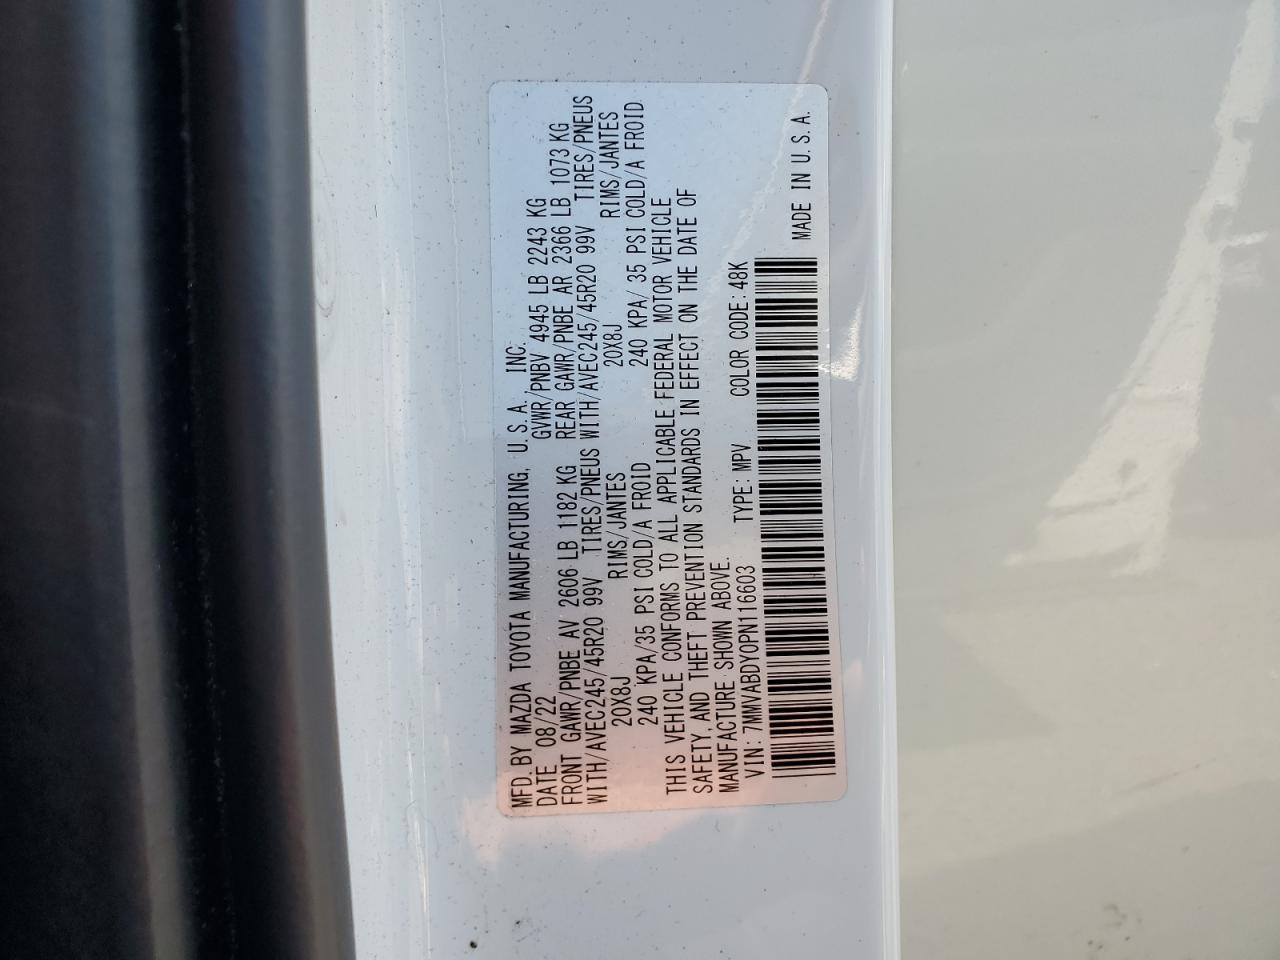 MFD. BY MAZDA TOYOTA MANUFACTURING, U.S.A. INC.
DATE 08/22 GVWR/PNBV 4945 LB 2243 KG
FRONT GAWR/PNBE AV 2606 LB 1182 KG REAR GAWR/PNBE AR 2366 LB 1073 KG
WITH/AVEC245/45R20 99V TIRES/PNEUS WITH/AVEC245/45R20 99V TIRES/PNEUS
20X8J RIMS/JANTES 20X8J RIMS/JANTES
240 KPA/35 PSI COLD/A FROID 240 KPA/35 PSI COLD/A FROID
THIS VEHICLE CONFORMS TO ALL APPLICABLE FEDERAL MOTOR VEHICLE
SAFETY, AND THEFT PREVENTION STANDARDS IN EFFECT ON THE DATE OF
MANUFACTURE SHOWN ABOVE.
VIN: 7MMVABDY0PN116603 TYPE: MPV COLOR CODE: 48K
MADE IN U.S.A.